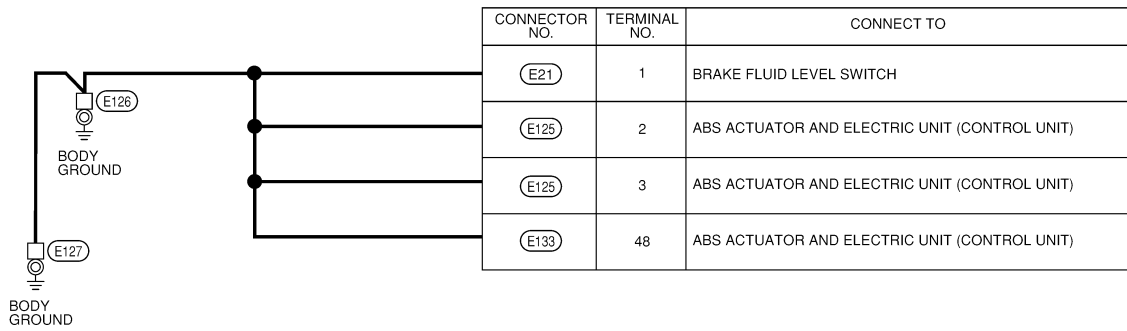 CONNECTOR NO.
TERMINAL NO.
CONNECT TO
E21
1
BRAKE FLUID LEVEL SWITCH
E126
BODY
GROUND
E125
2
ABS ACTUATOR AND ELECTRIC UNIT (CONTROL UNIT)
E125
3
ABS ACTUATOR AND ELECTRIC UNIT (CONTROL UNIT)
E133
48
ABS ACTUATOR AND ELECTRIC UNIT (CONTROL UNIT)
E127
BODY
GROUND